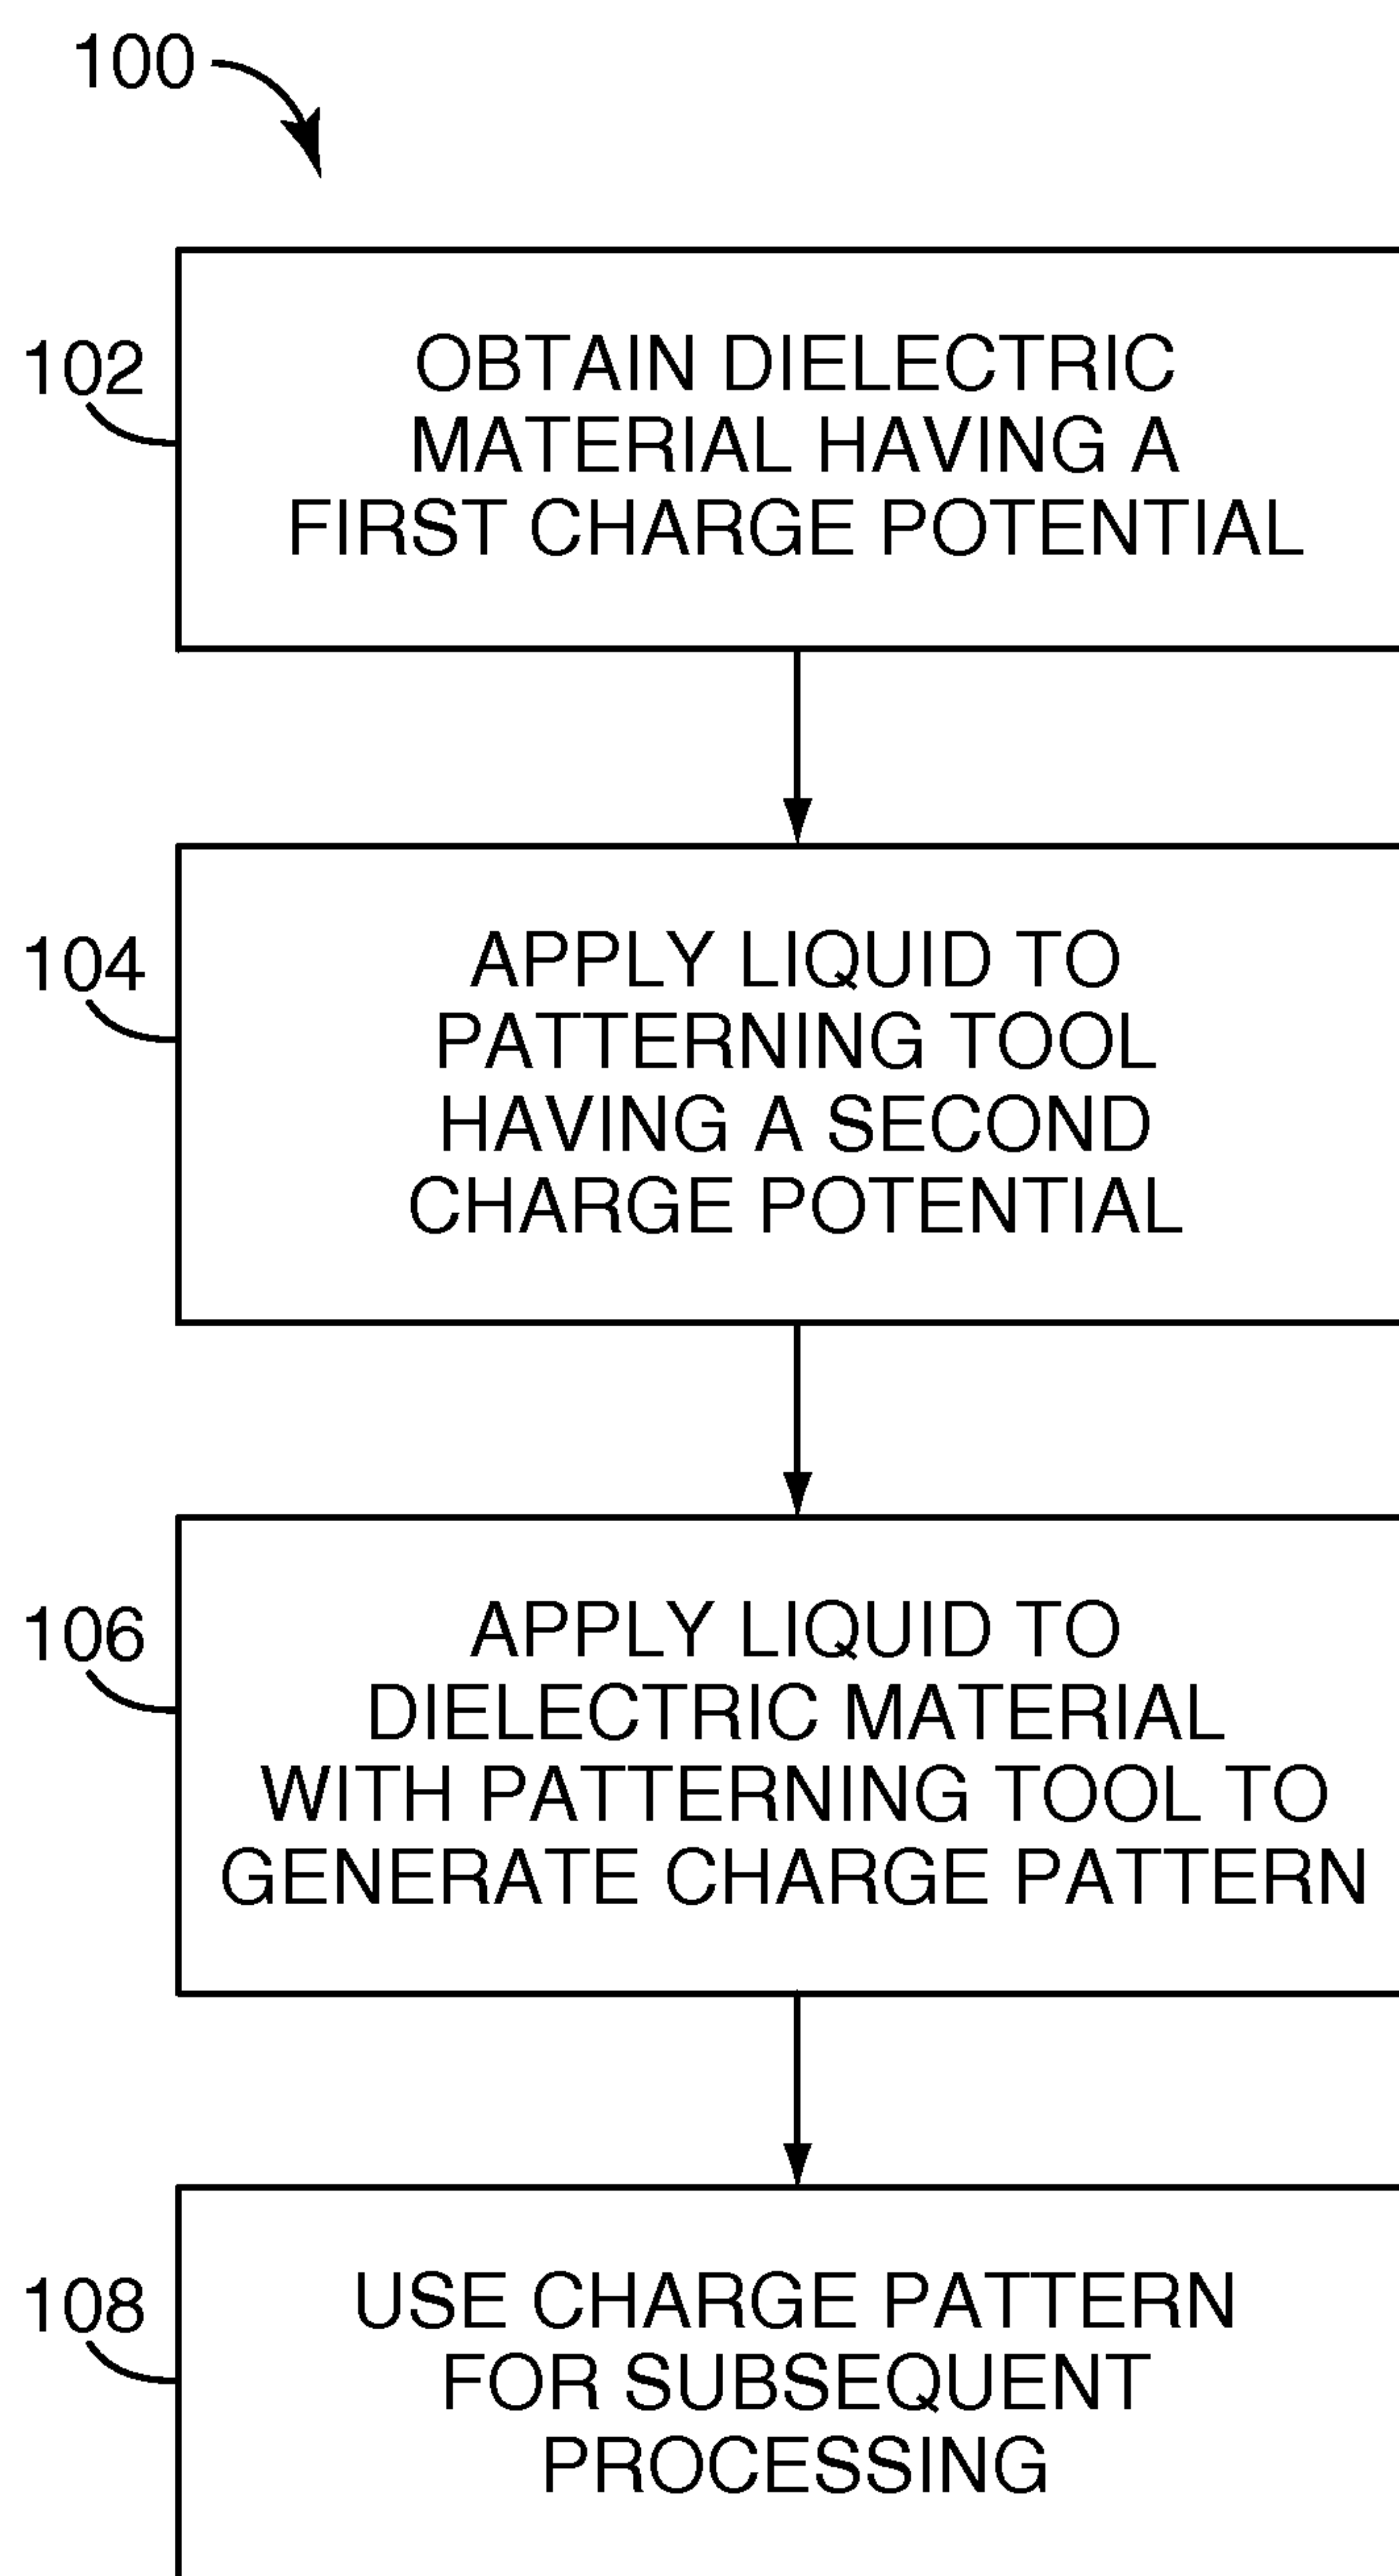 100
102
OBTAIN DIELECTRIC
MATERIAL HAVING A
FIRST CHARGE POTENTIAL
104
APPLY LIQUID TO
PATTERNING TOOL
HAVING A SECOND
CHARGE POTENTIAL
106
APPLY LIQUID TO
DIELECTRIC MATERIAL
WITH PATTERNING TOOL TO
GENERATE CHARGE PATTERN
108
USE CHARGE PATTERN
FOR SUBSEQUENT
PROCESSING